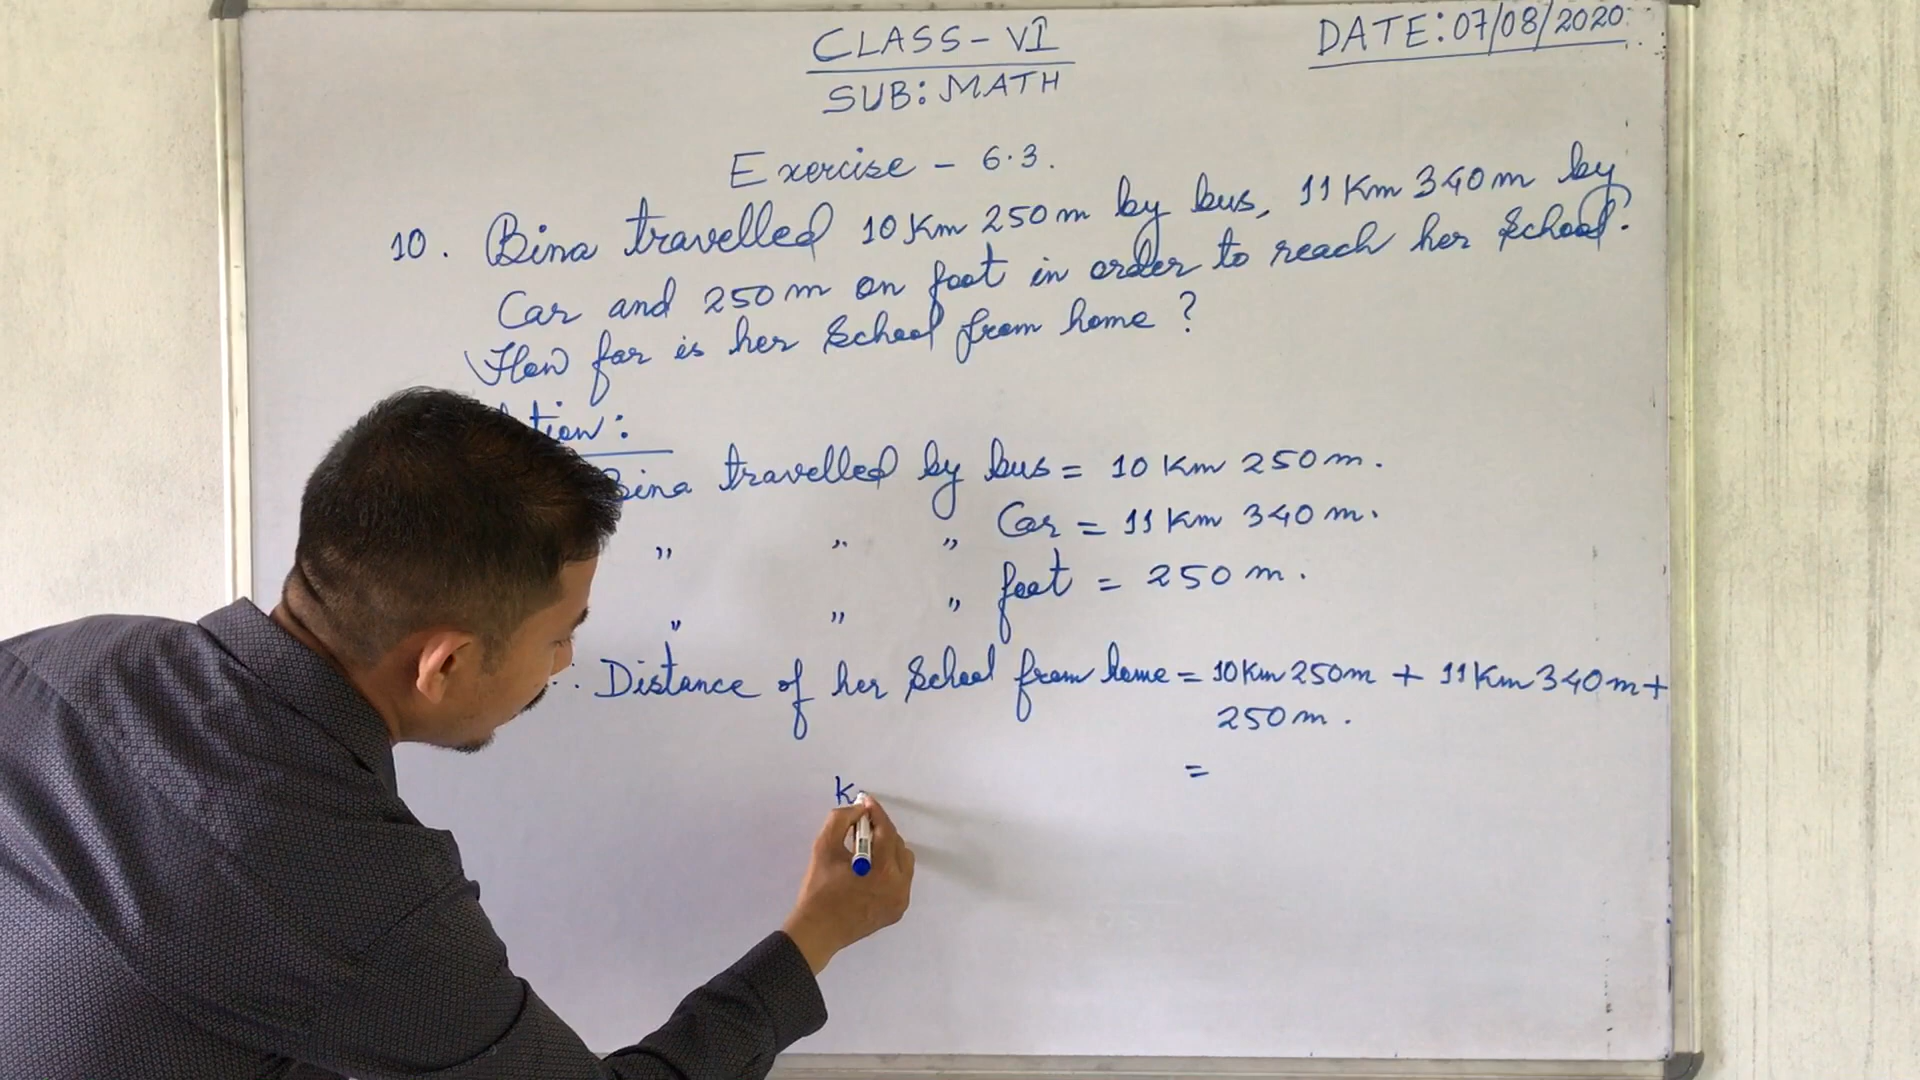 CLASS-VI
DATE: 07/08/2020
SUB: MATH
Exercise - 6.3.
10. Bina travelled 10 Km 250 m by bus, 11 Km 340 m by
Car and 250 m on foot in order to reach her School.
How far is her School from home?
tion:
Bina travelled by bus = 10 Km 250 m.
" " " Car = 11 Km 340 m.
" " " foot = 250 m.
Distance of her School from home = 10 Km 250 m + 11 Km 340 m +
250 m.
=
K